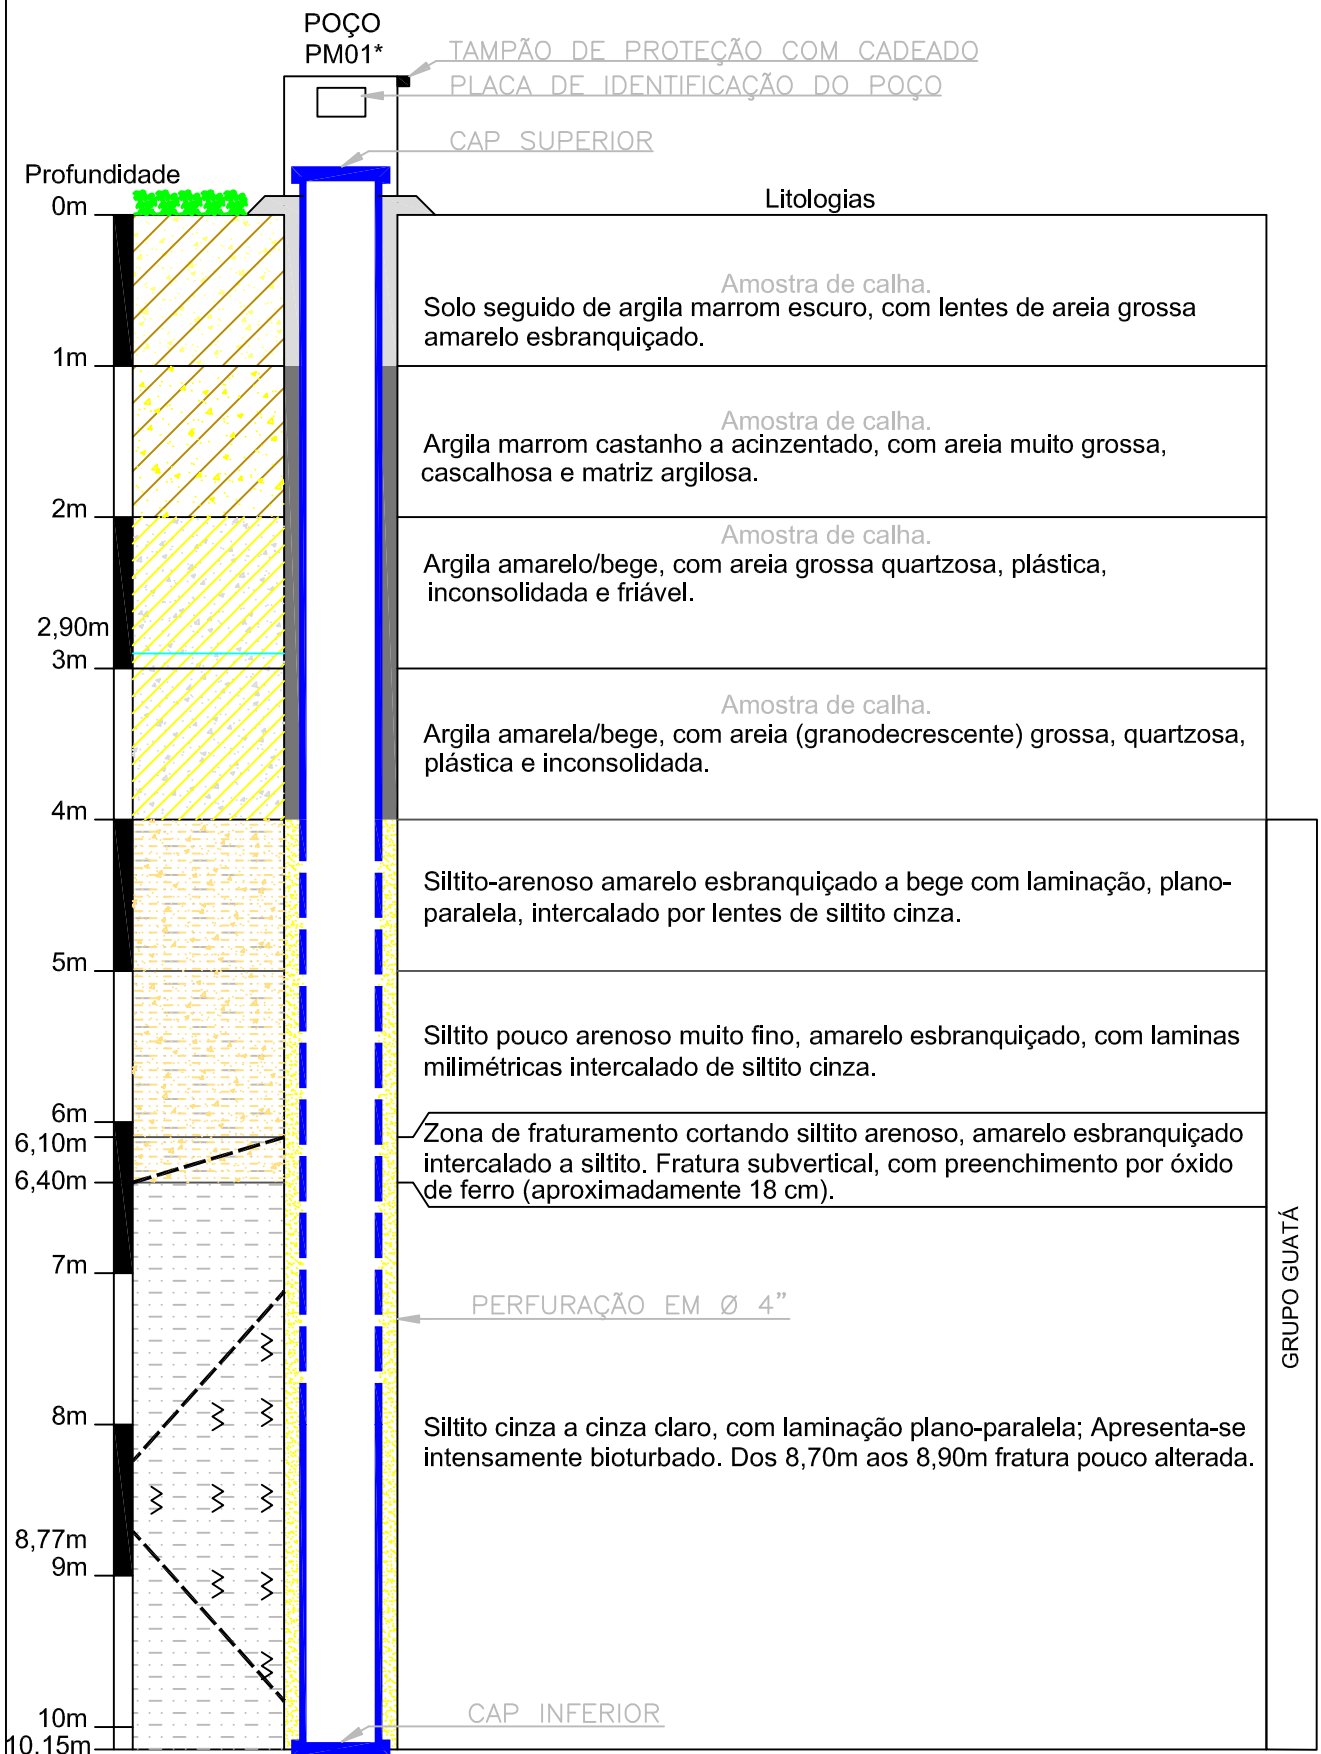 POÇO
PM01*
TAMPÃO DE PROTEÇÃO COM CADEADO
PLACA DE IDENTIFICAÇÃO DO POÇO
CAP SUPERIOR
Profundidade
Litologias
0m
Amostra de calha.
Solo seguido de argila marrom escuro, com lentes de areia grossa
amarelo esbranquiçado.
1m
Amostra de calha.
Argila marrom castanho a acinzentado, com areia muito grossa,
cascalhosa e matriz argilosa.
2m
Amostra de calha.
Argila amarelo/bege, com areia grossa quartzosa, plástica,
inconsolidada e friável.
2,90m
3m
Amostra de calha.
Argila amarela/bege, com areia (granodecrescente) grossa, quartzosa,
plástica e inconsolidada.
4m
Siltito-arenoso amarelo esbranquiçado a bege com laminação, plano-
paralela, intercalado por lentes de siltito cinza.
5m
Siltito pouco arenoso muito fino, amarelo esbranquiçado, com laminas
milimétricas intercalado de siltito cinza.
6m
6,10m
6,40m
Zona de fraturamento cortando siltito arenoso, amarelo esbranquiçado
intercalado a siltito. Fratura subvertical, com preenchimento por óxido
de ferro (aproximadamente 18 cm).
7m
PERFURAÇÃO EM Ø 4”
GRUPO GUATÁ
8m
Siltito cinza a cinza claro, com laminação plano-paralela; Apresenta-se
intensamente bioturbado. Dos 8,70m aos 8,90m fratura pouco alterada.
8,77m
9m
CAP INFERIOR
10m
10,15m